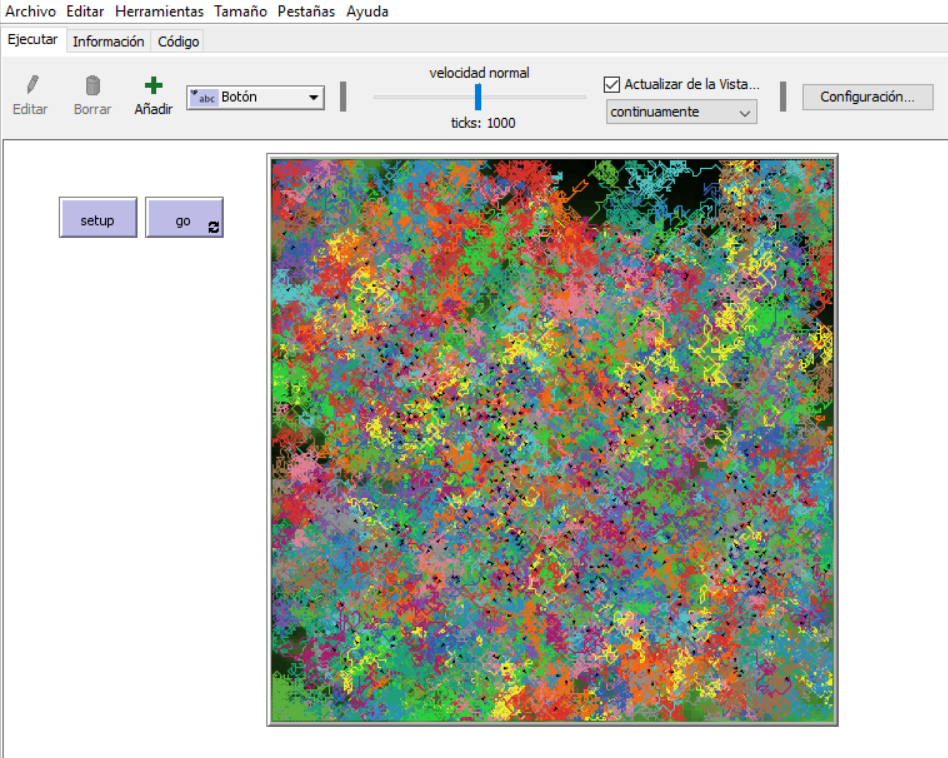 Archivo Editar Herramientas Tamaño Pestañas Ayuda
Ejecutar Información Código
velocidad normal
Editar Borrar Añadir
abc Botón
ticks: 1000
Actualizar de la Vista...
continuamente
Configuración...
setup go